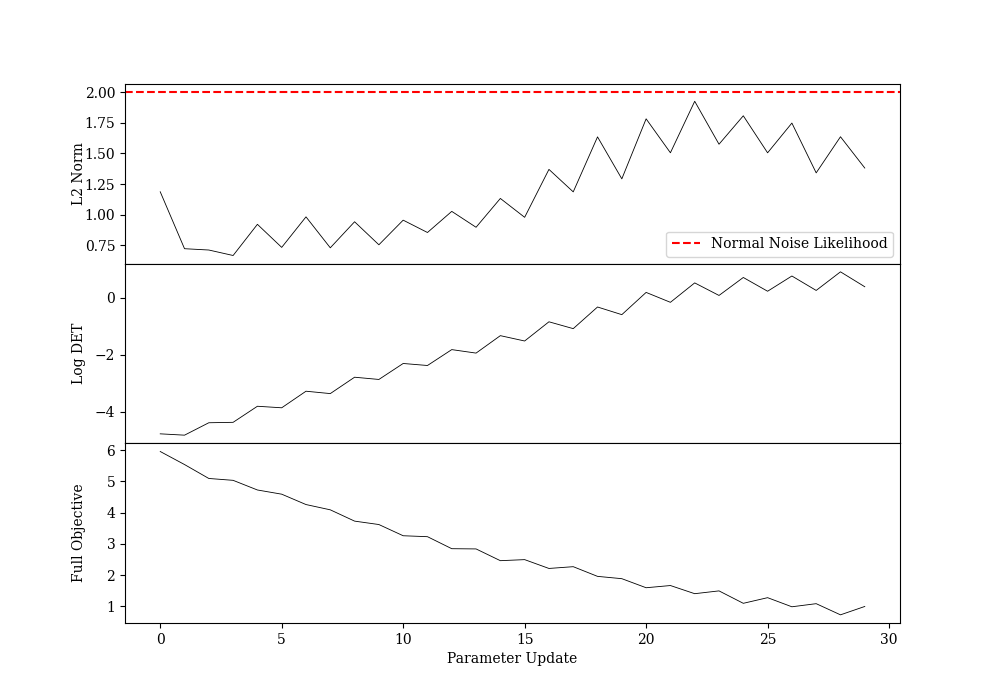 2.00
1.75
1.50
1.25
1.00
0.75
L2 Norm
Normal Noise Likelihood
0
−2
−4
Log DET
6
5
4
3
2
1
Full Objective
0 5 10 15 20 25 30
Parameter Update